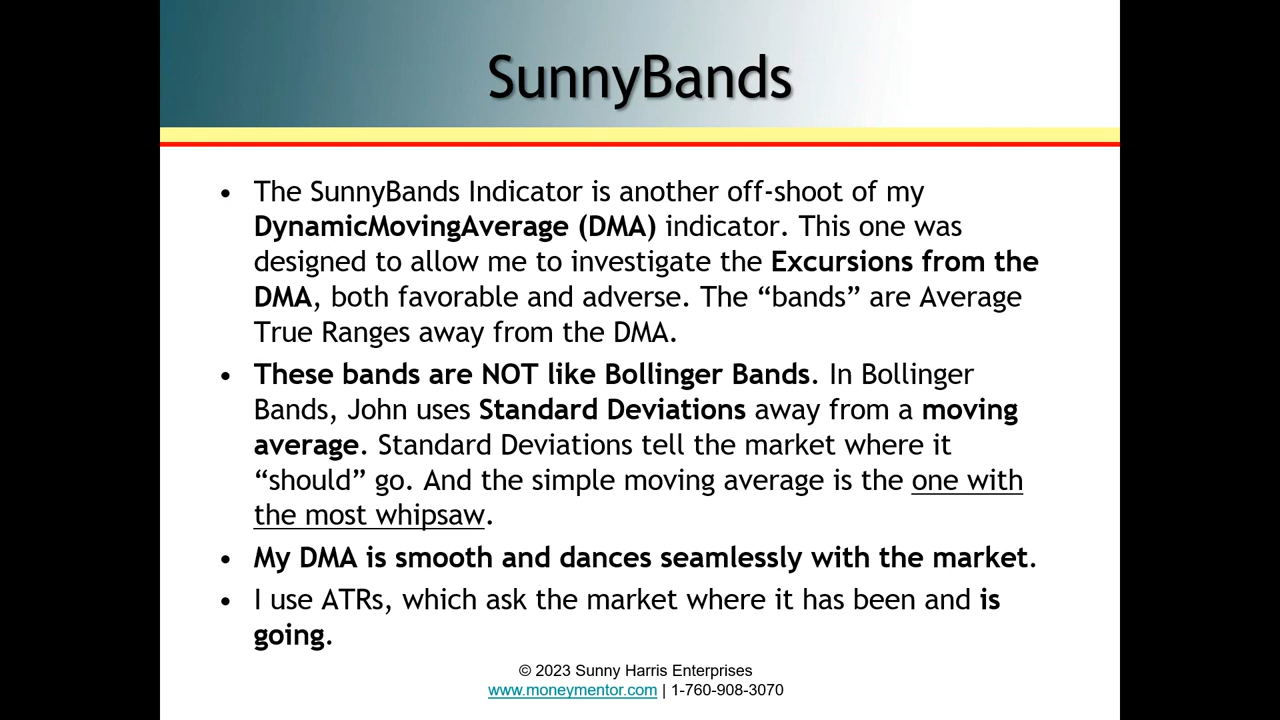 SunnyBands
• The SunnyBands Indicator is another off-shoot of my
DynamicMovingAverage (DMA) indicator. This one was
designed to allow me to investigate the Excursions from the
DMA, both favorable and adverse. The “bands” are Average
True Ranges away from the DMA.
• These bands are NOT like Bollinger Bands. In Bollinger
Bands, John uses Standard Deviations away from a moving
average. Standard Deviations tell the market where it
“should” go. And the simple moving average is the one with
the most whipsaw.
• My DMA is smooth and dances seamlessly with the market.
• I use ATRs, which ask the market where it has been and is
going.
© 2023 Sunny Harris Enterprises
www.moneymentor.com | 1-760-908-3070